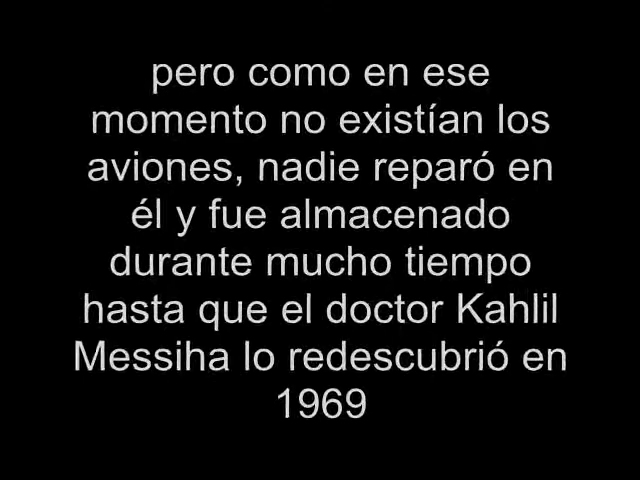 pero como en ese
momento no existían los
aviones, nadie reparó en
él y fue almacenado
durante mucho tiempo
hasta que el doctor Kahlil
Messiha lo redescubrió en
1969